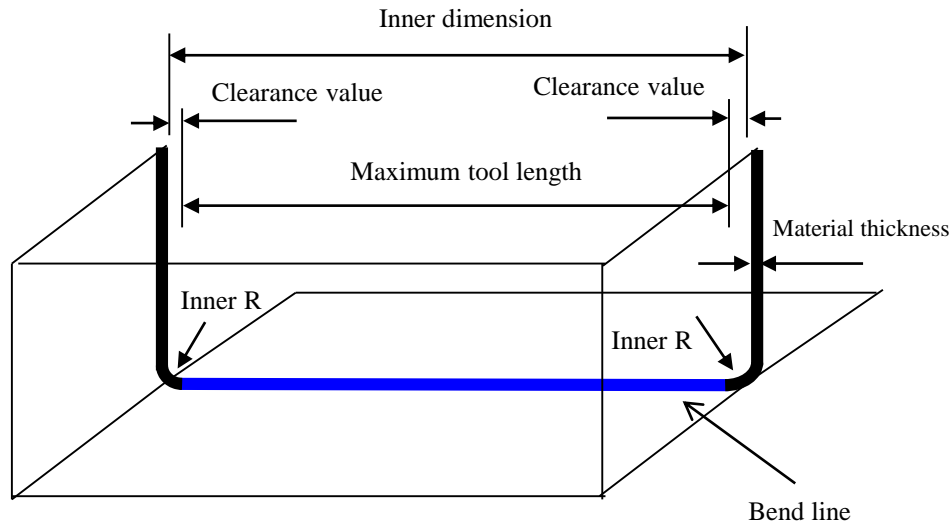 Inner dimension
Clearance value
Clearance value
Maximum tool length
Material thickness
Inner R
Inner R
Bend line